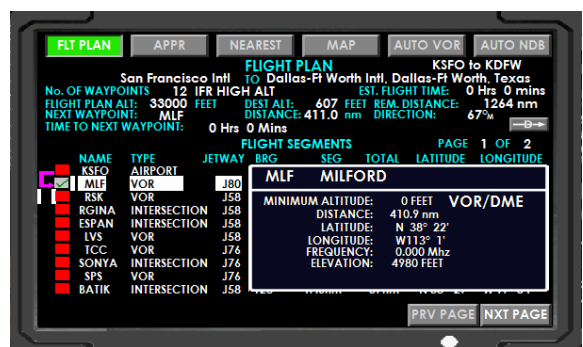 FLT PLAN APPR NEAREST MAP AUTO VOR AUTO NDB
FLIGHT PLAN KSFO to KDFW
San Francisco Intl TO Dallas-Ft Worth Intl, Dallas-Ft Worth, Texas
No. OF WAYPOINTS 12 IFR HIGH ALT EST. FLIGHT TIME: 0 Hrs 0 mins
FLIGHT PLAN ALT: 33000 FEET DEST ALT: 607 FEET REM. DISTANCE: 1264 nm
NEXT WAYPOINT: MLF DISTANCE: 411.0 nm DIRECTION: 67°M
TIME TO NEXT WAYPOINT: 0 Hrs 0 Mins D
FLIGHT SEGMENTS PAGE 1 OF 2
NAME TYPE JETWAY BRG SEG TOTAL LATITUDE LONGITUDE
KSFO AIRPORT
MLF VOR J80
RSK VOR J58
RGINA INTERSECTION J58
ESPAN INTERSECTION J58
LVS VOR J58
TCC VOR J76
SONYA INTERSECTION J76
SPS VOR J76
BATIK INTERSECTION J58
MLF MILFORD
MINIMUM ALTITUDE: 0 FEET VOR/DME
DISTANCE: 410.9 nm
LATITUDE: N 38° 22'
LONGITUDE: W113° 1'
FREQUENCY: 0.000 Mhz
ELEVATION: 4980 FEET
PRV PAGE NXT PAGE